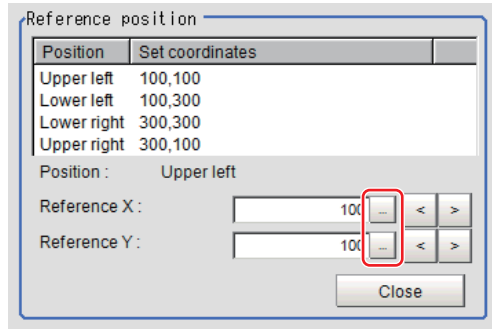 Reference position
Position Set coordinates
Upper left 100,100
Lower left 100,300
Lower right 300,300
Upper right 300,100
Position : Upper left
Reference X : 100 ... < >
Reference Y : 100 ... < >
Close